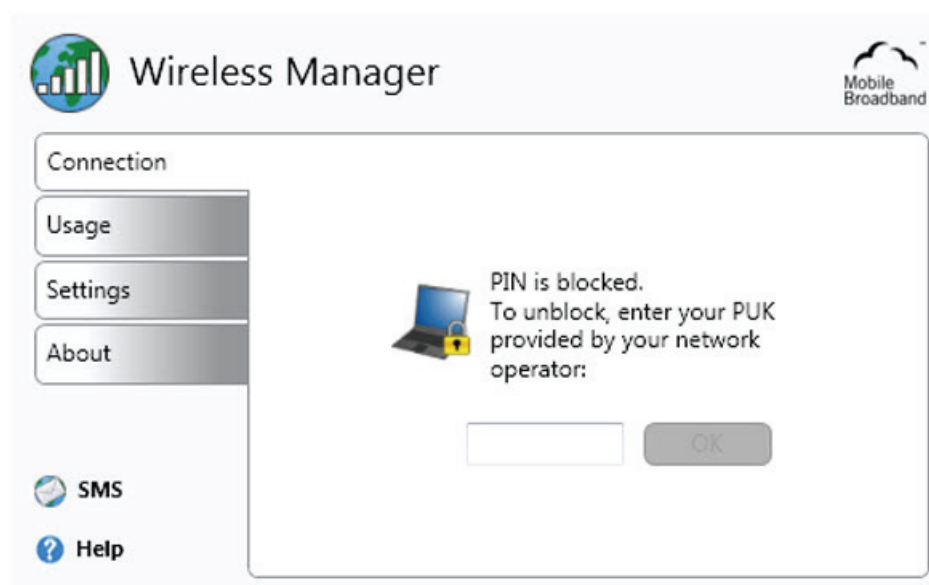 Wireless Manager
Mobile
Broadband
Connection
Usage
Settings
About
PIN is blocked.
To unblock, enter your PUK
provided by your network
operator:
OK
SMS
Help